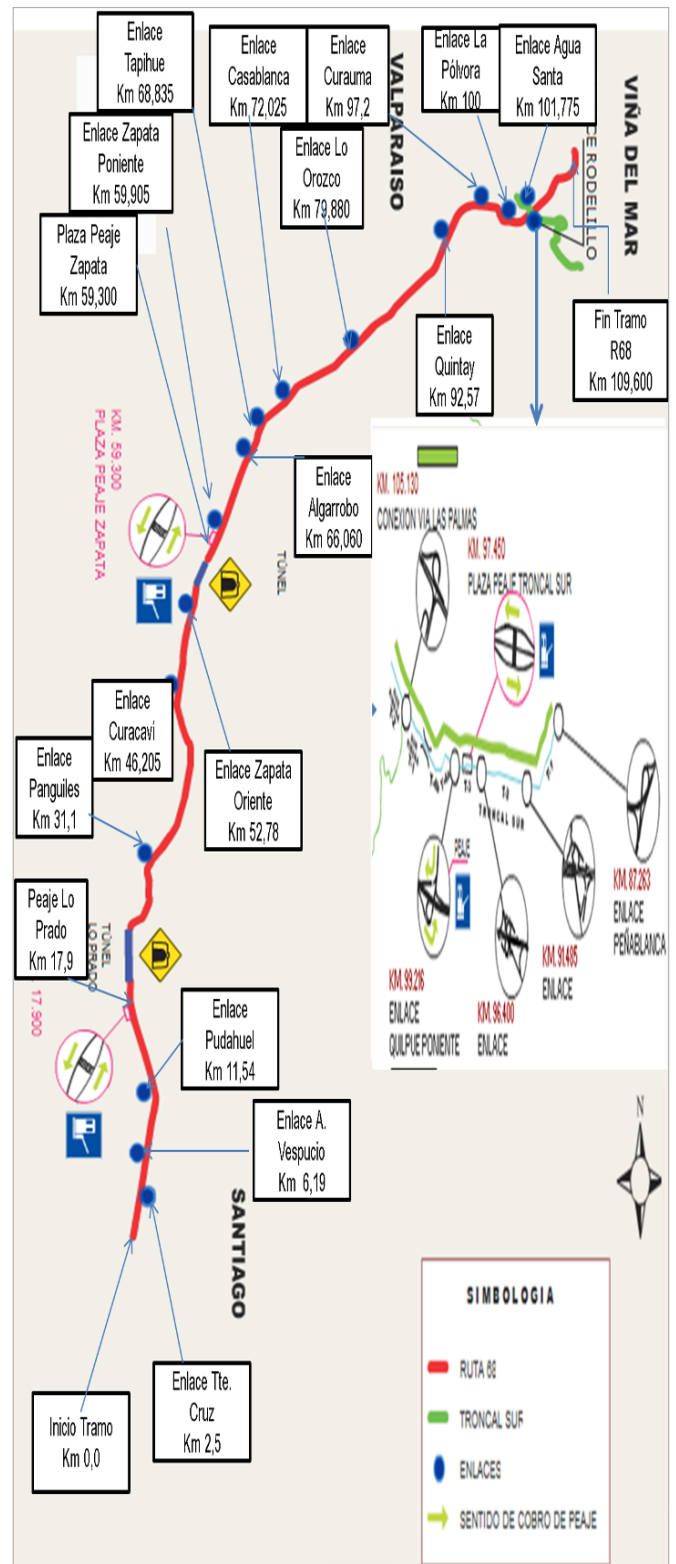 Enlace
Tapihue
Km 68,835
Enlace
Casablanca
Km 72,025
Enlace
Curauma
Km 97,2
Enlace La
Pólvora
Km 100
Enlace Agua
Santa
Km 101,775
VALPARAISO
VIÑA DEL MAR
CE RODELILLO
Enlace Zapata
Poniente
Km 59,905
Enlace Lo
Orozco
Km 79,880
Plaza Peaje
Zapata
Km 59,300
Enlace
Quintay
Km 92,57
Fin Tramo
R68
Km 109,600
KM. 59.300
PLAZA PEAJE ZAPATA
Enlace
Algarrobo
Km 66,060
TÚNEL
KM. 105.130
CONEXION VIA LAS PALMAS
KM. 97.450
PLAZA PEAJE TRONCAL SUR
TRONCAL SUR
PEAJE
KM. 87.263
ENLACE
PEÑABLANCA
KM. 91.485
ENLACE
KM. 96.400
ENLACE
KM. 99.216
ENLACE
QUILPUE PONIENTE
Enlace
Curacaví
Km 46,205
Enlace
Panguiles
Km 31,1
Enlace Zapata
Oriente
Km 52,78
Peaje Lo
Prado
Km 17,9
TÚNEL
LO PRADO
17.900
Enlace
Pudahuel
Km 11,54
Enlace A.
Vespucio
Km 6,19
SANTIAGO
N
Inicio Tramo
Km 0,0
Enlace Tte.
Cruz
Km 2,5
SIMBOLOGIA
RUTA 68
TRONCAL SUR
ENLACES
SENTIDO DE COBRO DE PEAJE